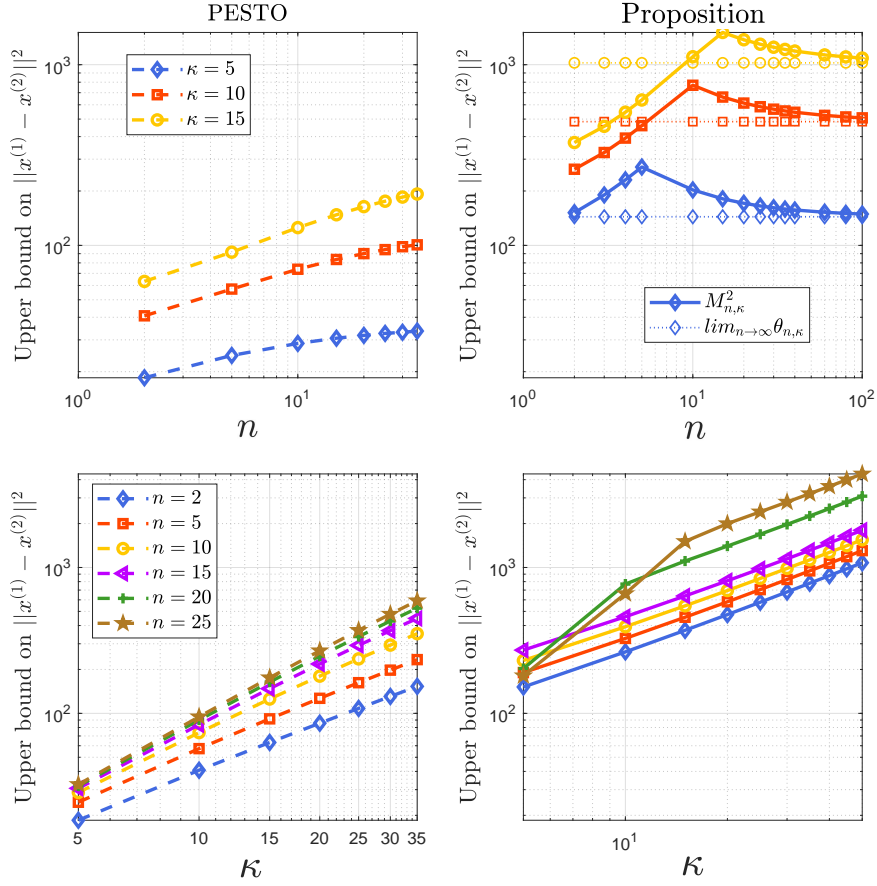 PESTO
Upper bound on ||x^{(1)} − x^{(2)}||^2
κ = 5
κ = 10
κ = 15
10^3
10^2
10^0
10^1
n
Proposition
Upper bound on ||x^{(1)} − x^{(2)}||^2
M^2_{n,κ}
lim_{n→∞}θ_{n,κ}
10^3
10^2
10^0
10^1
10^2
n
Upper bound on ||x^{(1)} − x^{(2)}||^2
n = 2
n = 5
n = 10
n = 15
n = 20
n = 25
10^3
10^2
5 10 15 20 25 30 35
κ
Upper bound on ||x^{(1)} − x^{(2)}||^2
10^3
10^2
10^1
κ